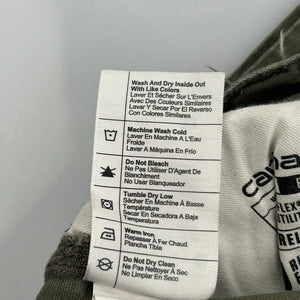 Wash And Dry Inside Out
With Like Colors
Laver Et Sécher Sur L'Envers
Avec Des Couleurs Similaires
Lavar Y Secar Por El Reverso
Con Colores Similares
Machine Wash Cold
Laver En Machine A L'Eau
Froide
Lavar A Máquina En Frío
Do Not Bleach
Ne Pas Utiliser D'Agent De
Blanchiment
No Usar Blanqueador
Tumble Dry Low
Sécher En Machine A Basse
Température
Secar En Secadora A Baja
Temperatura
Warm Iron
Repasser À Fer Chaud
Plancha Tibia
Do Not Dry Clean
Ne Pas Nettoyer À Sec
No Lavar En Seco